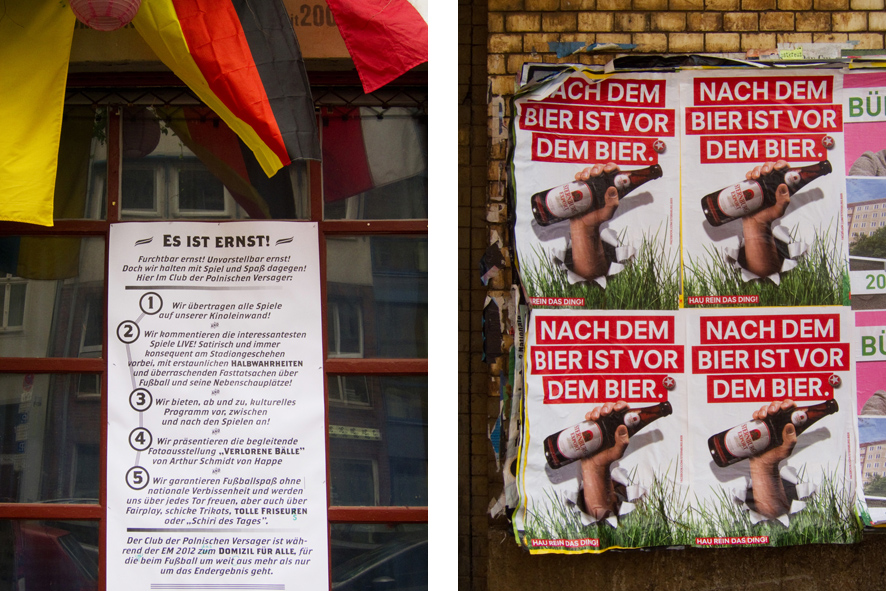 200
ES IST ERNST!
Furchtbar ernst! Unvorstellbar ernst!
Doch wir halten mit Spiel und Spaß dagegen!
Hier im Club der Polnischen Versager:
1 Wir übertragen alle Spiele
auf unserer Kinoleinwand!
und
2 Wir kommentieren die interessantesten
Spiele LIVE! Satirisch und immer
konsequent am Stadiongeschehen
vorbei, mit erstaunlichen HALBWAHRHEITEN
und überraschenden Fasttatsachen über
Fußball und seine Nebenschauplätze!
und
3 Wir bieten, ab und zu, kulturelles
Programm vor, zwischen
und nach den Spielen an!
und
4 Wir präsentieren die begleitende
Fotoausstellung „VERLORENE BÄLLE"
von Arthur Schmidt von Happe
und
5 Wir garantieren Fußballspaß ohne
nationale Verbissenheit und werden
uns über jedes Tor freuen, aber auch über
Fairplay, schicke Trikots, TOLLE FRISEUREN
oder „Schiri des Tages",
Der Club der Polnischen Versager ist wäh-
rend der EM 2012 zum DOMIZIL FÜR ALLE, für
die beim Fußball um weit aus mehr als nur
um das Endergebnis geht.
NACH DEM
BIER IST VOR
DEM BIER.
REIN DAS DING!
NACH DEM
BIER IST VOR
DEM BIER.
HAU REIN DAS DING!
NACH DEM
BIER IST VOR
DEM BIER.
HAU REIN DAS DING!
NACH DEM
BIER IST VOR
DEM BIER.
HAU REIN DAS DING!
BÜ
20
BÜ